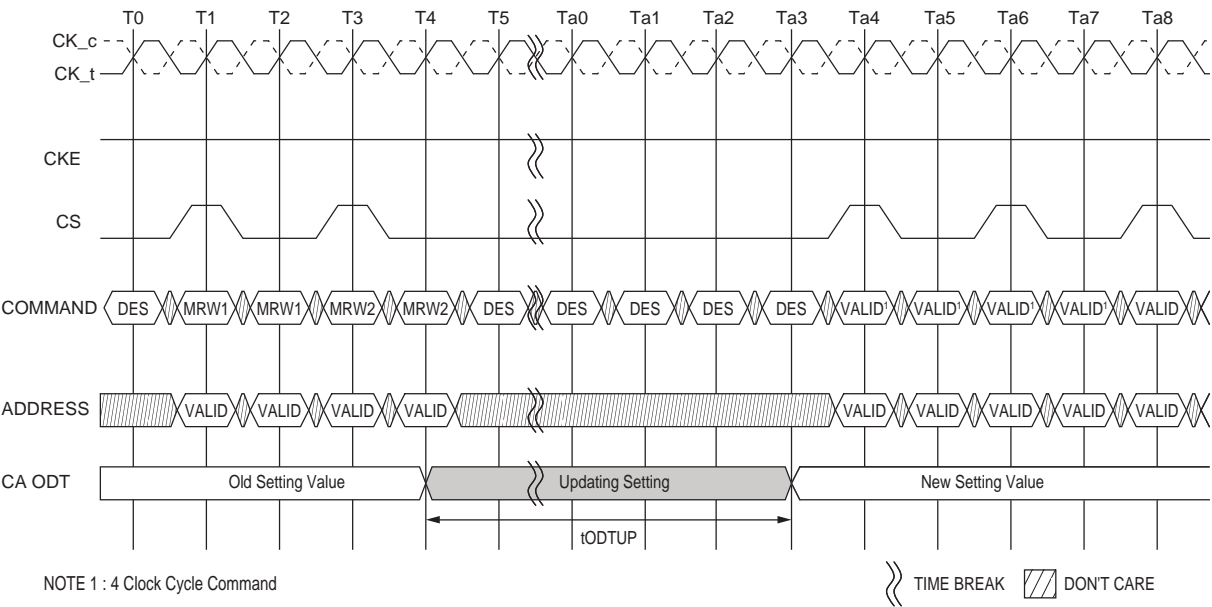 T0 T1 T2 T3 T4 T5 Ta0 Ta1 Ta2 Ta3 Ta4 Ta5 Ta6 Ta7 Ta8
CK_c
CK_t
CKE
CS
COMMAND DES MRW1 MRW1 MRW2 MRW2 DES DES DES DES DES VALID¹ VALID¹ VALID¹ VALID¹ VALID
ADDRESS VALID VALID VALID VALID VALID VALID VALID VALID VALID
CA ODT Old Setting Value Updating Setting New Setting Value
tODTUP
NOTE 1 : 4 Clock Cycle Command TIME BREAK DON'T CARE